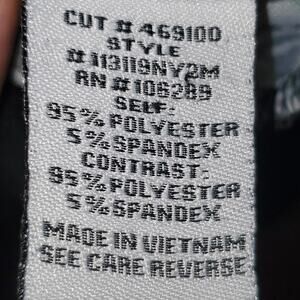 CUT # 469100
STYLE
# 113119NY2M
RN # 106289
SELF:
95% POLYESTER
5% SPANDEX
CONTRAST:
95% POLYESTER
5% SPANDEX
MADE IN VIETNAM
SEE CARE REVERSE